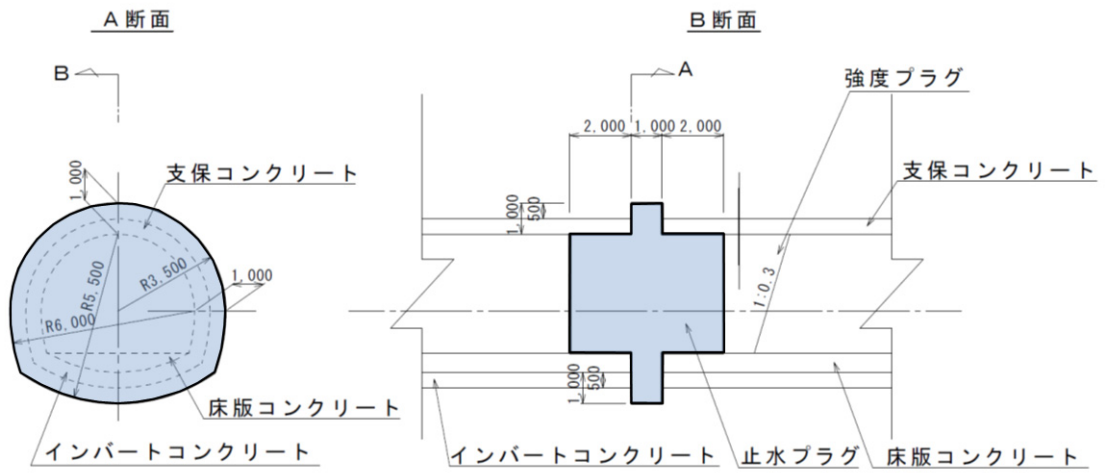 A断面
B
1,000
支保コンクリート
R3,500
1,000
R5,500
R6,000
床版コンクリート
インバートコンクリート
B断面
A
強度プラグ
2.000 1.000 2.000
支保コンクリート
1,000
500
1:0.3
1,000
500
インバートコンクリート
止水プラグ
床版コンクリート